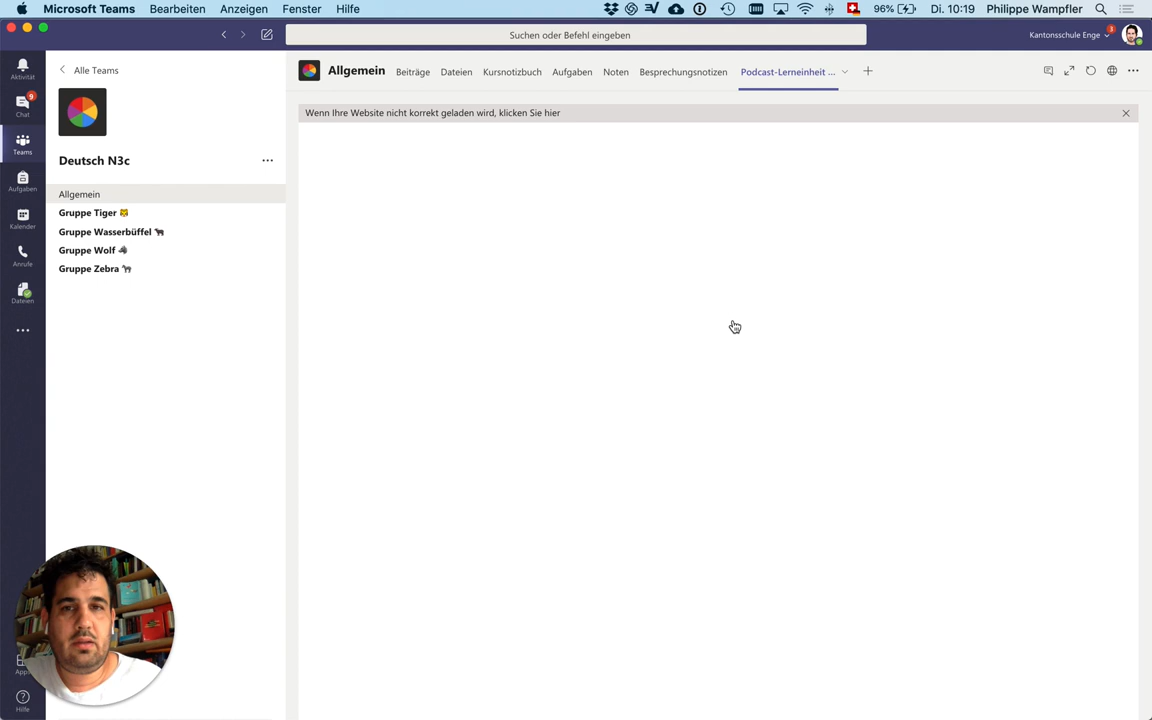 Microsoft Teams Bearbeiten Anzeigen Fenster Hilfe 96% Di. 10:19 Philippe Wampfler
Suchen oder Befehl eingeben
Kantonsschule Enge 3
Aktivität
9
Chat
Teams
Aufgaben
Kalender
Anrufe
Dateien
Hilfe
Alle Teams
Deutsch N3c
Allgemein
Gruppe Tiger 🐯
Gruppe Wasserbüffel 🐃
Gruppe Wolf 🐺
Gruppe Zebra 🦓
Allgemein Beiträge Dateien Kursnotizbuch Aufgaben Noten Besprechungsnotizen Podcast-Lerneinheit ...
Wenn Ihre Website nicht korrekt geladen wird, klicken Sie hier